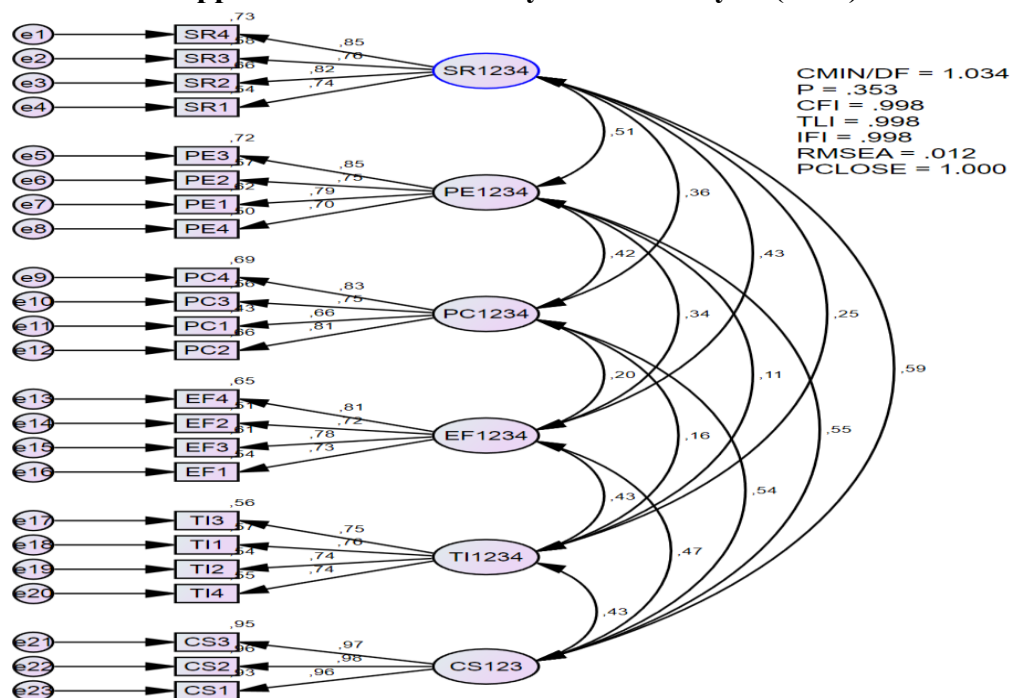 ,73
e1 SR4 ,85
e2 SR3 ,76
e3 SR2 ,82
e4 SR1 ,74
SR1234
CMIN/DF = 1.034
P = .353
CFI = .998
TLI = .998
IFI = .998
RMSEA = .012
PCLOSE = 1.000
,51
,72
e5 PE3 ,85
e6 PE2 ,75
e7 PE1 ,79
e8 PE4 ,70
PE1234
,36
,42
,43
,69
e9 PC4 ,83
e10 PC3 ,75
e11 PC1 ,66
e12 PC2 ,81
PC1234
,34
,25
,20
,11
,59
,65
e13 EF4 ,81
e14 EF2 ,72
e15 EF3 ,78
e16 EF1 ,73
EF1234
,16
,55
,43
,54
,56
e17 TI3 ,75
e18 TI1 ,76
e19 TI2 ,74
e20 TI4 ,74
TI1234
,47
,43
,95
e21 CS3 ,97
e22 CS2 ,98
e23 CS1 ,96
CS123